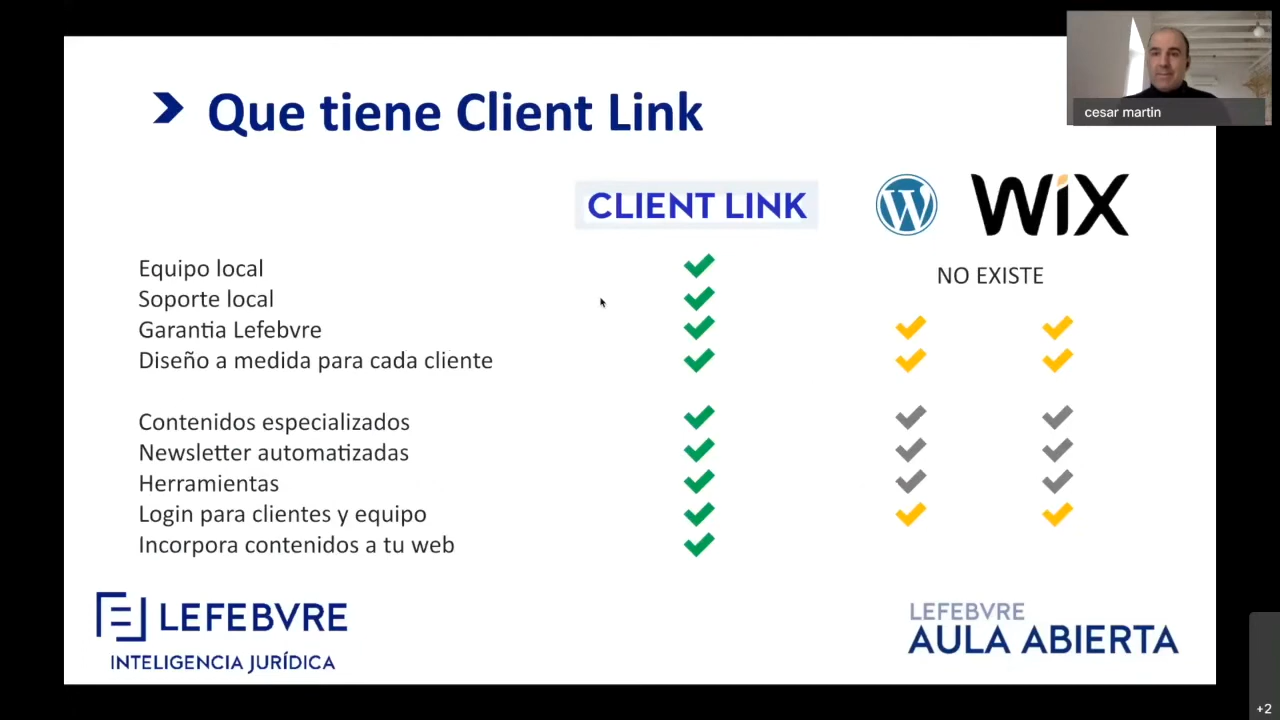 Que tiene Client Link
cesar martin
CLIENT LINK
W WiX
Equipo local
NO EXISTE
Soporte local
Garantia Lefebvre
Diseño a medida para cada cliente
Contenidos especializados
Newsletter automatizadas
Herramientas
Login para clientes y equipo
Incorpora contenidos a tu web
LEFEBVRE
INTELIGENCIA JURÍDICA
LEFEBVRE
AULA ABIERTA
+2